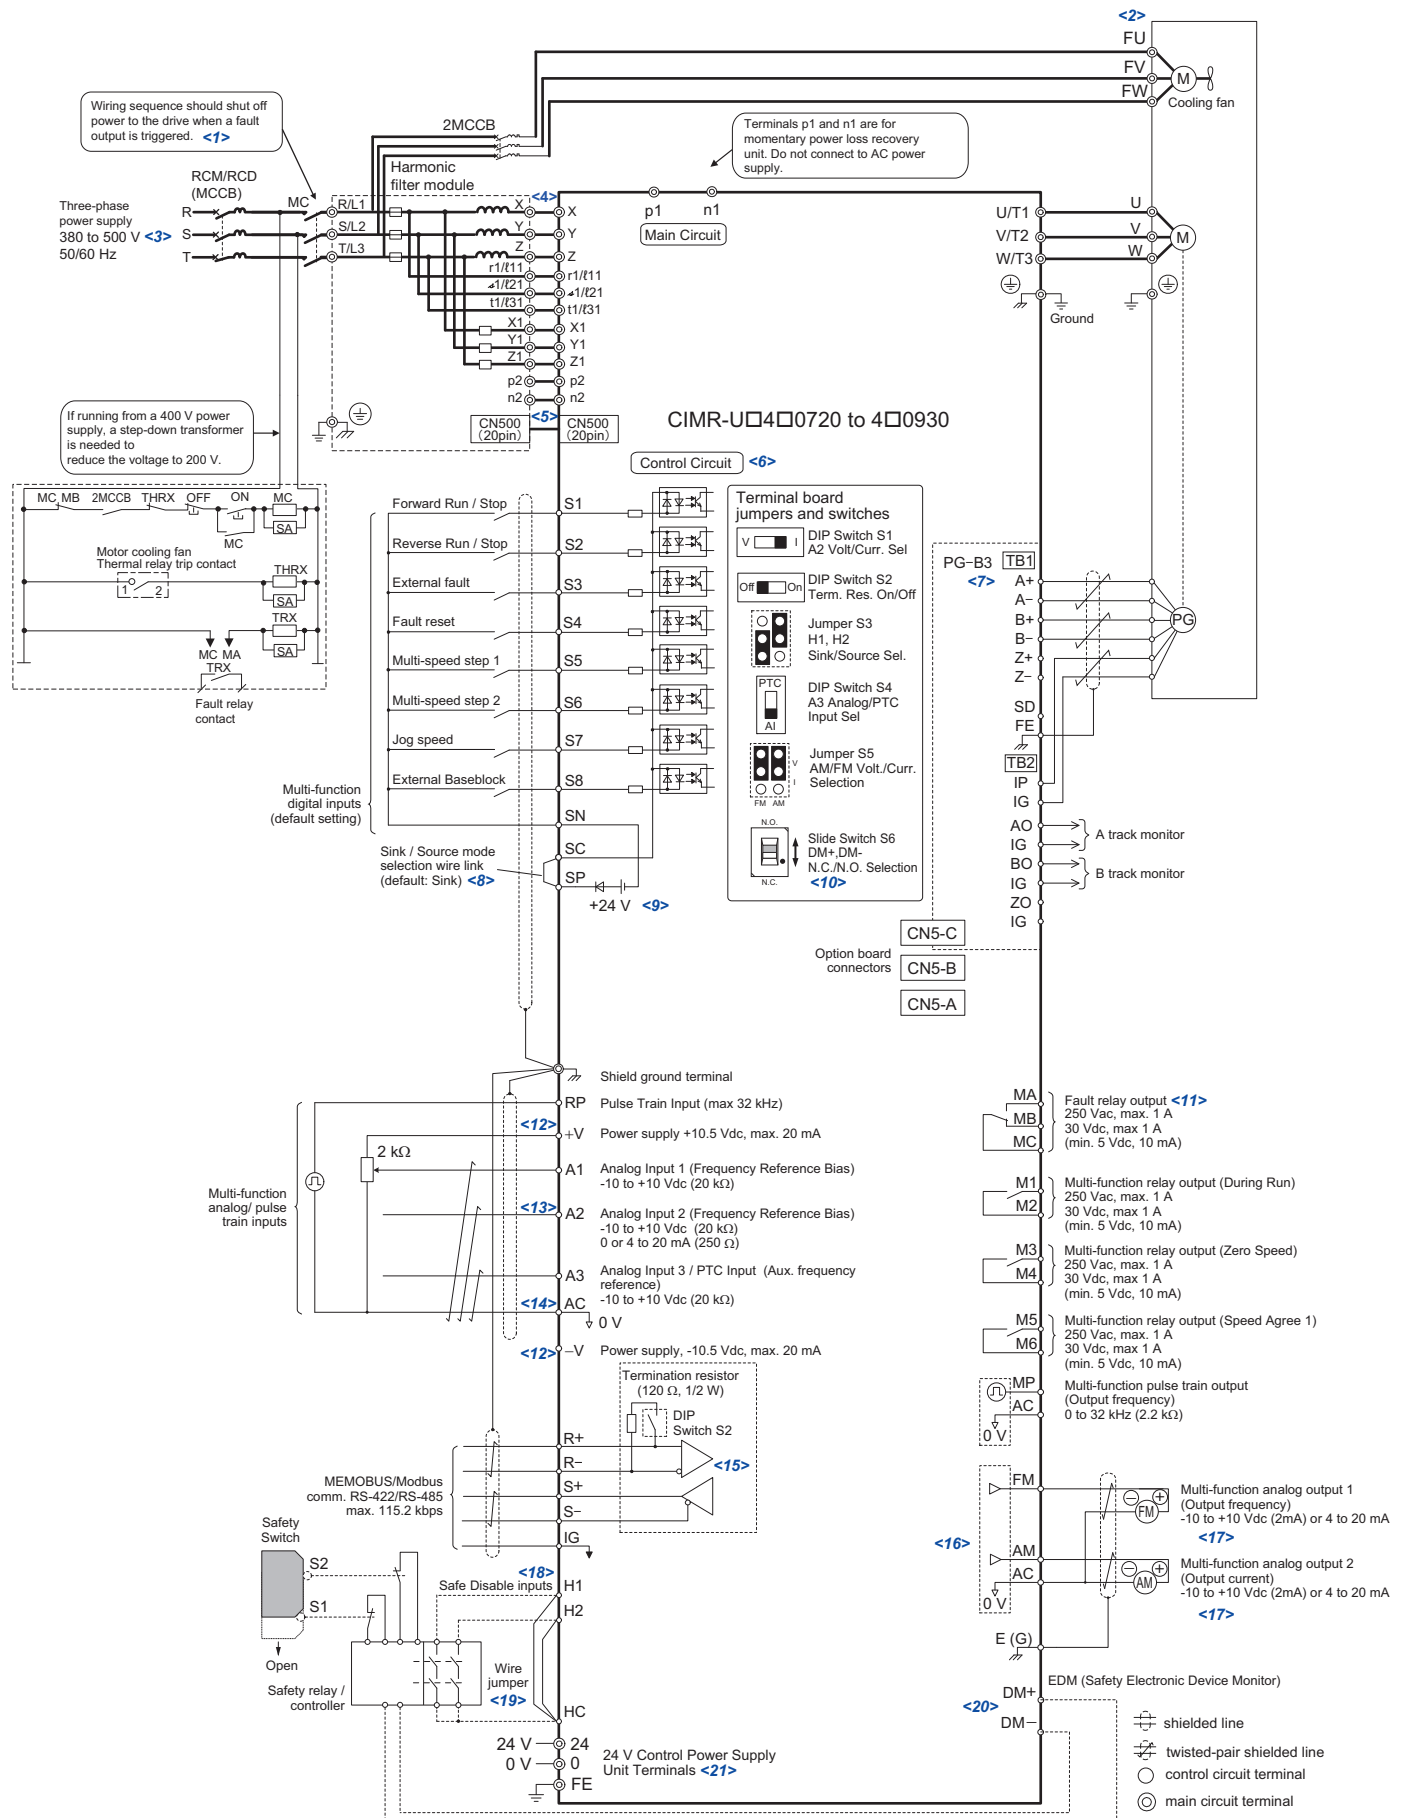 <2>
FU
FV
FW
M
Cooling fan
Wiring sequence should shut off
power to the drive when a fault
output is triggered. <1>
2MCCB
Terminals p1 and n1 are for
momentary power loss recovery
unit. Do not connect to AC power
supply.
Harmonic
filter module
RCM/RCD
(MCCB)
MC
Three-phase
power supply
380 to 500 V <3>
50/60 Hz
R
S
T
R/L1
S/L2
T/L3
<4>
X
Y
Z
r1/ℓ11
1/ℓ21
t1/ℓ31
X1
Y1
Z1
p2
n2
X
Y
Z
r1/ℓ11
1/ℓ21
t1/ℓ31
X1
Y1
Z1
p2
n2
p1
n1
Main Circuit
U/T1
V/T2
W/T3
U
V
W
M
Ground
If running from a 400 V power
supply, a step-down transformer
is needed to
reduce the voltage to 200 V.
CN500
(20pin)
<5>
CN500
(20pin)
CIMR-U□4□0720 to 4□0930
Control Circuit
<6>
MC MB
2MCCB
THRX
OFF
ON
MC
SA
MC
Motor cooling fan
Thermal relay trip contact
1
2
THRX
SA
TRX
SA
MC MA
TRX
Fault relay
contact
Forward Run / Stop
S1
Reverse Run / Stop
S2
External fault
S3
Fault reset
S4
Multi-speed step 1
S5
Multi-speed step 2
S6
Jog speed
S7
External Baseblock
S8
Multi-function
digital inputs
(default setting)
SN
SC
SP
Sink / Source mode
selection wire link
(default: Sink) <8>
+24 V <9>
Terminal board
jumpers and switches
V
I
DIP Switch S1
A2 Volt/Curr. Sel
Off
On
DIP Switch S2
Term. Res. On/Off
Jumper S3
H1, H2
Sink/Source Sel.
PTC
AI
DIP Switch S4
A3 Analog/PTC
Input Sel
V
I
FM AM
Jumper S5
AM/FM Volt./Curr.
Selection
N.O.
N.C.
Slide Switch S6
DM+,DM-
N.C./N.O. Selection
<10>
PG−B3
<7>
TB1
A+
A−
B+
B−
Z+
Z−
PG
SD
FE
TB2
IP
IG
AO
IG
A track monitor
BO
IG
B track monitor
ZO
IG
CN5-C
Option board
connectors
CN5-B
CN5-A
Shield ground terminal
RP
Pulse Train Input (max 32 kHz)
<12>
+V
Power supply +10.5 Vdc, max. 20 mA
2 kΩ
A1
Analog Input 1 (Frequency Reference Bias)
-10 to +10 Vdc (20 kΩ)
Multi-function
analog/ pulse
train inputs
<13>
A2
Analog Input 2 (Frequency Reference Bias)
-10 to +10 Vdc (20 kΩ)
0 or 4 to 20 mA (250 Ω)
A3
Analog Input 3 / PTC Input (Aux. frequency
reference)
-10 to +10 Vdc (20 kΩ)
<14>
AC
0 V
<12>
−V
Power supply, -10.5 Vdc, max. 20 mA
MA
MB
MC
Fault relay output <11>
250 Vac, max. 1 A
30 Vdc, max 1 A
(min. 5 Vdc, 10 mA)
M1
M2
Multi-function relay output (During Run)
250 Vac, max. 1 A
30 Vdc, max 1 A
(min. 5 Vdc, 10 mA)
M3
M4
Multi-function relay output (Zero Speed)
250 Vac, max. 1 A
30 Vdc, max 1 A
(min. 5 Vdc, 10 mA)
M5
M6
Multi-function relay output (Speed Agree 1)
250 Vac, max. 1 A
30 Vdc, max 1 A
(min. 5 Vdc, 10 mA)
MP
AC
0 V
Multi-function pulse train output
(Output frequency)
0 to 32 kHz (2.2 kΩ)
Termination resistor
(120 Ω, 1/2 W)
DIP
Switch S2
<15>
MEMOBUS/Modbus
comm. RS-422/RS-485
max. 115.2 kbps
R+
R−
S+
S−
IG
FM
FM
Multi-function analog output 1
(Output frequency)
-10 to +10 Vdc (2mA) or 4 to 20 mA
<17>
<16>
AM
AC
0 V
AM
Multi-function analog output 2
(Output current)
-10 to +10 Vdc (2mA) or 4 to 20 mA
<17>
E (G)
Safety
Switch
S2
S1
Open
Safety relay /
controller
<18>
Safe Disable inputs
H1
H2
Wire
jumper
<19>
HC
EDM (Safety Electronic Device Monitor)
DM+
<20>
DM−
24 V
24
0 V
0
FE
24 V Control Power Supply
Unit Terminals <21>
shielded line
twisted-pair shielded line
control circuit terminal
main circuit terminal